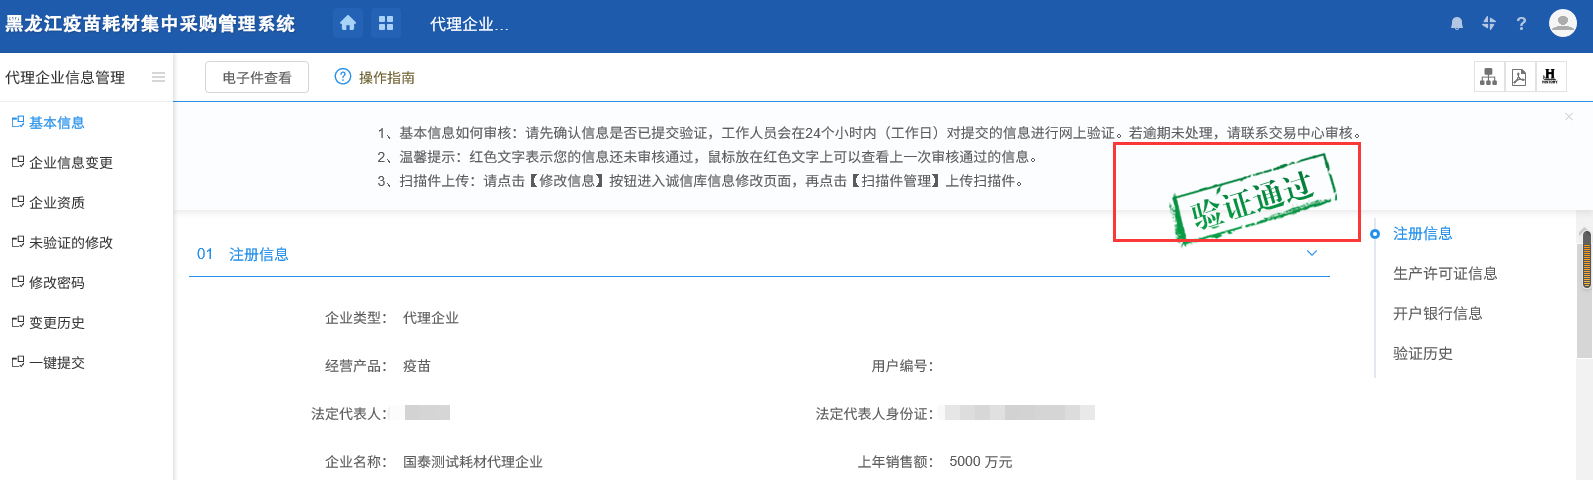 黑龙江疫苗耗材集中采购管理系统
代理企业...
?
代理企业信息管理
电子件查看
? 操作指南
基本信息
企业信息变更
企业资质
未验证的修改
修改密码
变更历史
一键提交
1、基本信息如何审核：请先确认信息是否已提交验证，工作人员会在24个小时内（工作日）对提交的信息进行网上验证。若逾期未处理，请联系交易中心审核。
2、温馨提示：红色文字表示您的信息还未审核通过，鼠标放在红色文字上可以查看上一次审核通过的信息。
3、扫描件上传：请点击【修改信息】按钮进入诚信库信息修改页面，再点击【扫描件管理】上传扫描件。
验证通过
01 注册信息
企业类型： 代理企业
经营产品： 疫苗 用户编号：
法定代表人： 法定代表人身份证：
企业名称： 国泰测试耗材代理企业 上年销售额： 5000 万元
注册信息
生产许可证信息
开户银行信息
验证历史